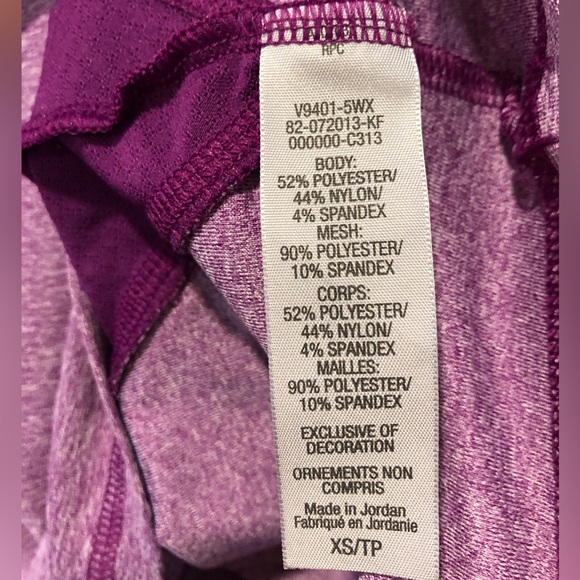 RPC
V9401-5WX
82-072013-KF
000000-C313
BODY:
52% POLYESTER/
44% NYLON/
4% SPANDEX
MESH:
90% POLYESTER/
10% SPANDEX
CORPS:
52% POLYESTER/
44% NYLON/
4% SPANDEX
MAILLES:
90% POLYESTER/
10% SPANDEX
EXCLUSIVE OF
DECORATION
ORNEMENTS NON
COMPRIS
Made in Jordan
Fabriqué en Jordanie
XS/TP